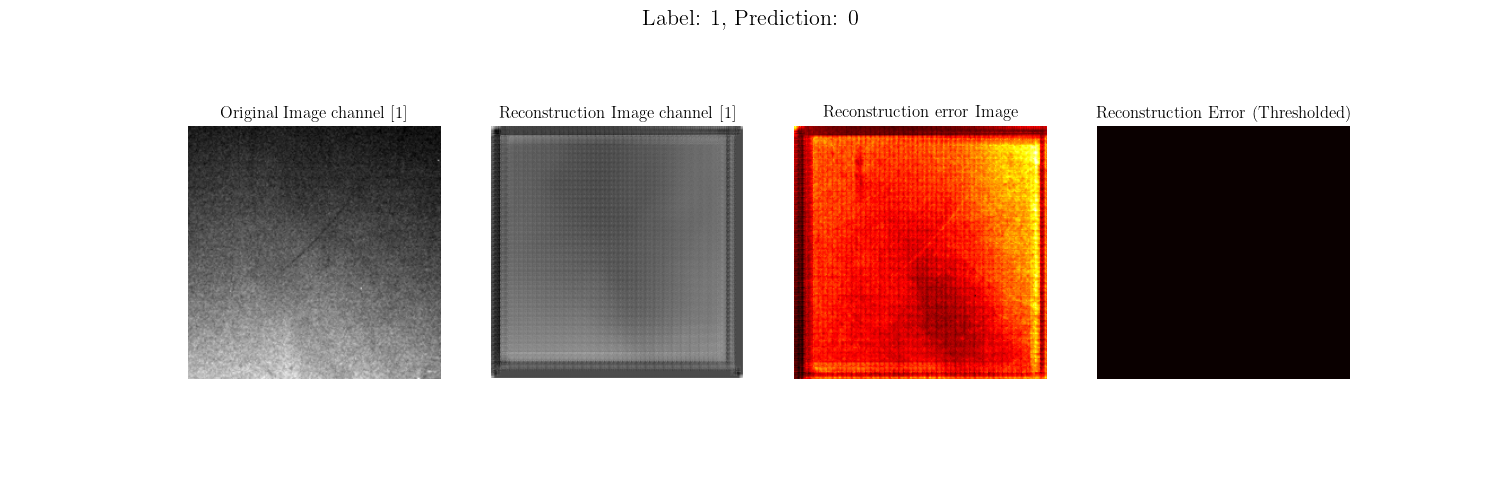 Label: 1, Prediction: 0
Original Image channel [1]
Reconstruction Image channel [1]
Reconstruction error Image
Reconstruction Error (Thresholded)